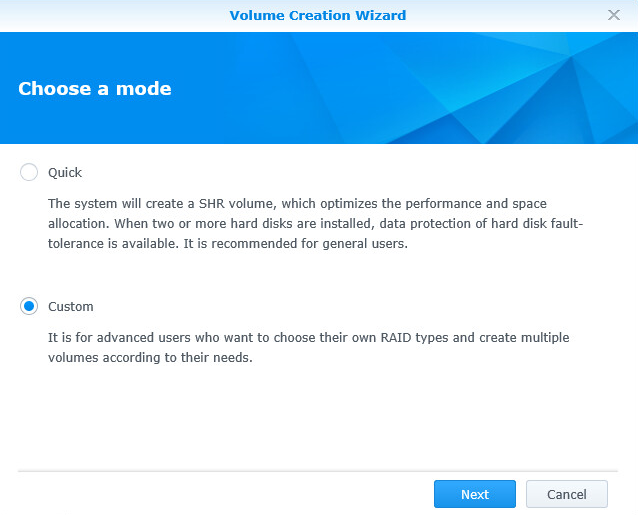 Volume Creation Wizard
Choose a mode
Quick
The system will create a SHR volume, which optimizes the performance and space
allocation. When two or more hard disks are installed, data protection of hard disk fault-
tolerance is available. It is recommended for general users.
Custom
It is for advanced users who want to choose their own RAID types and create multiple
volumes according to their needs.
Next
Cancel